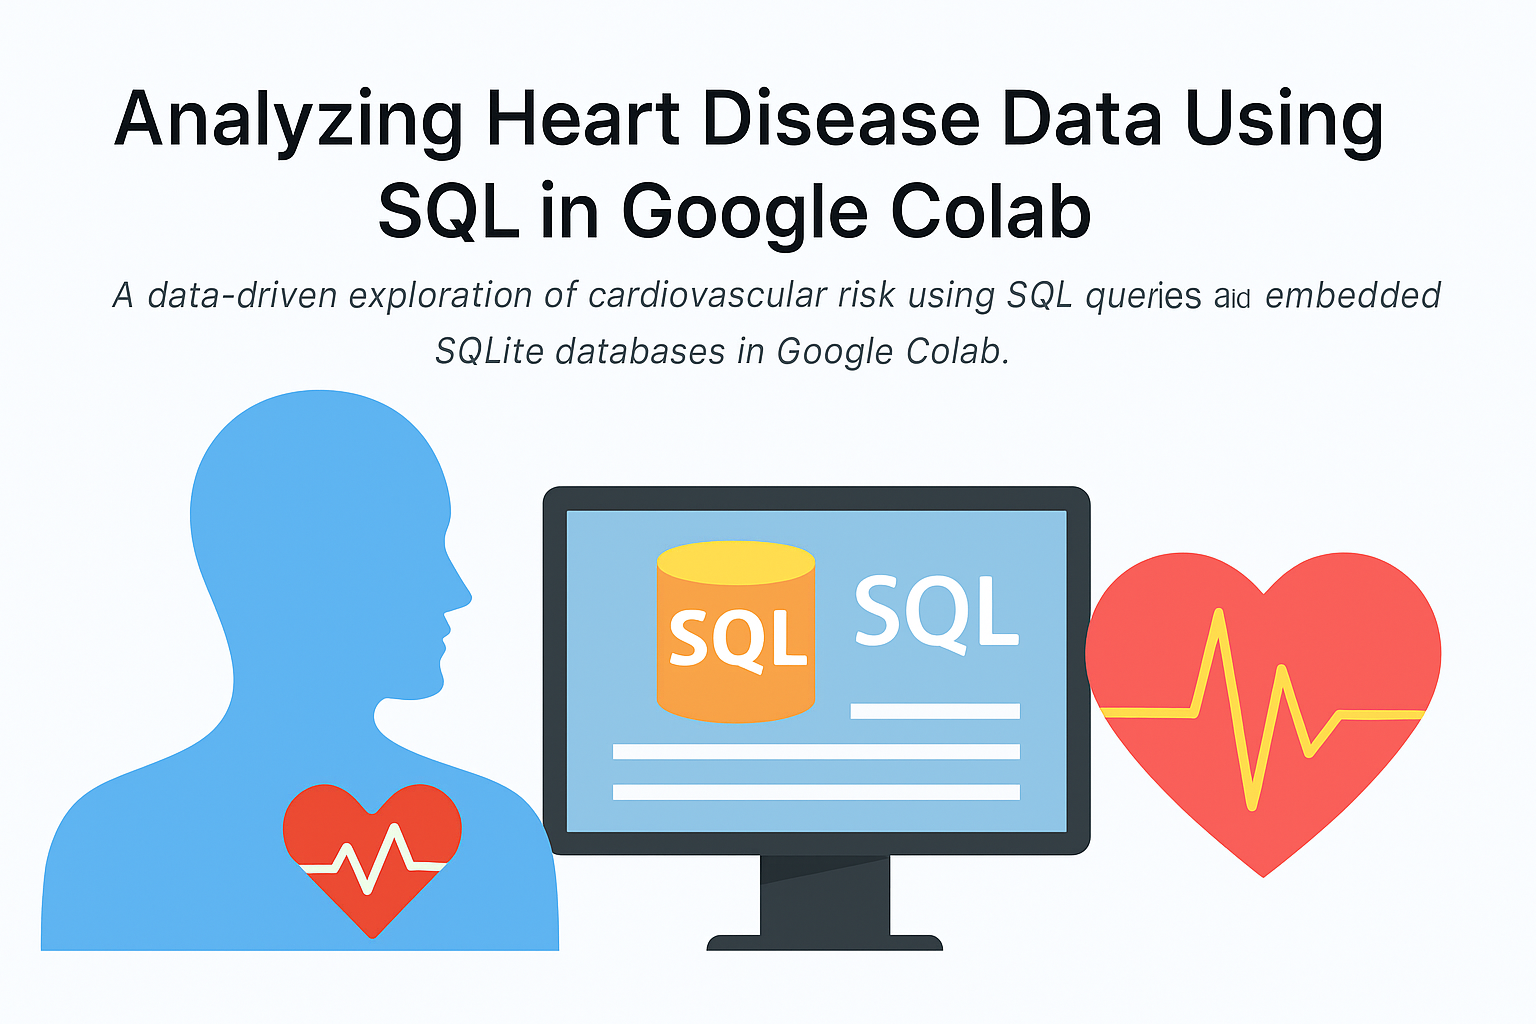 Analyzing Heart Disease Data Using
SQL in Google Colab
A data-driven exploration of cardiovascular risk using SQL queries aid embedded
SQLite databases in Google Colab.
SQL
SQL